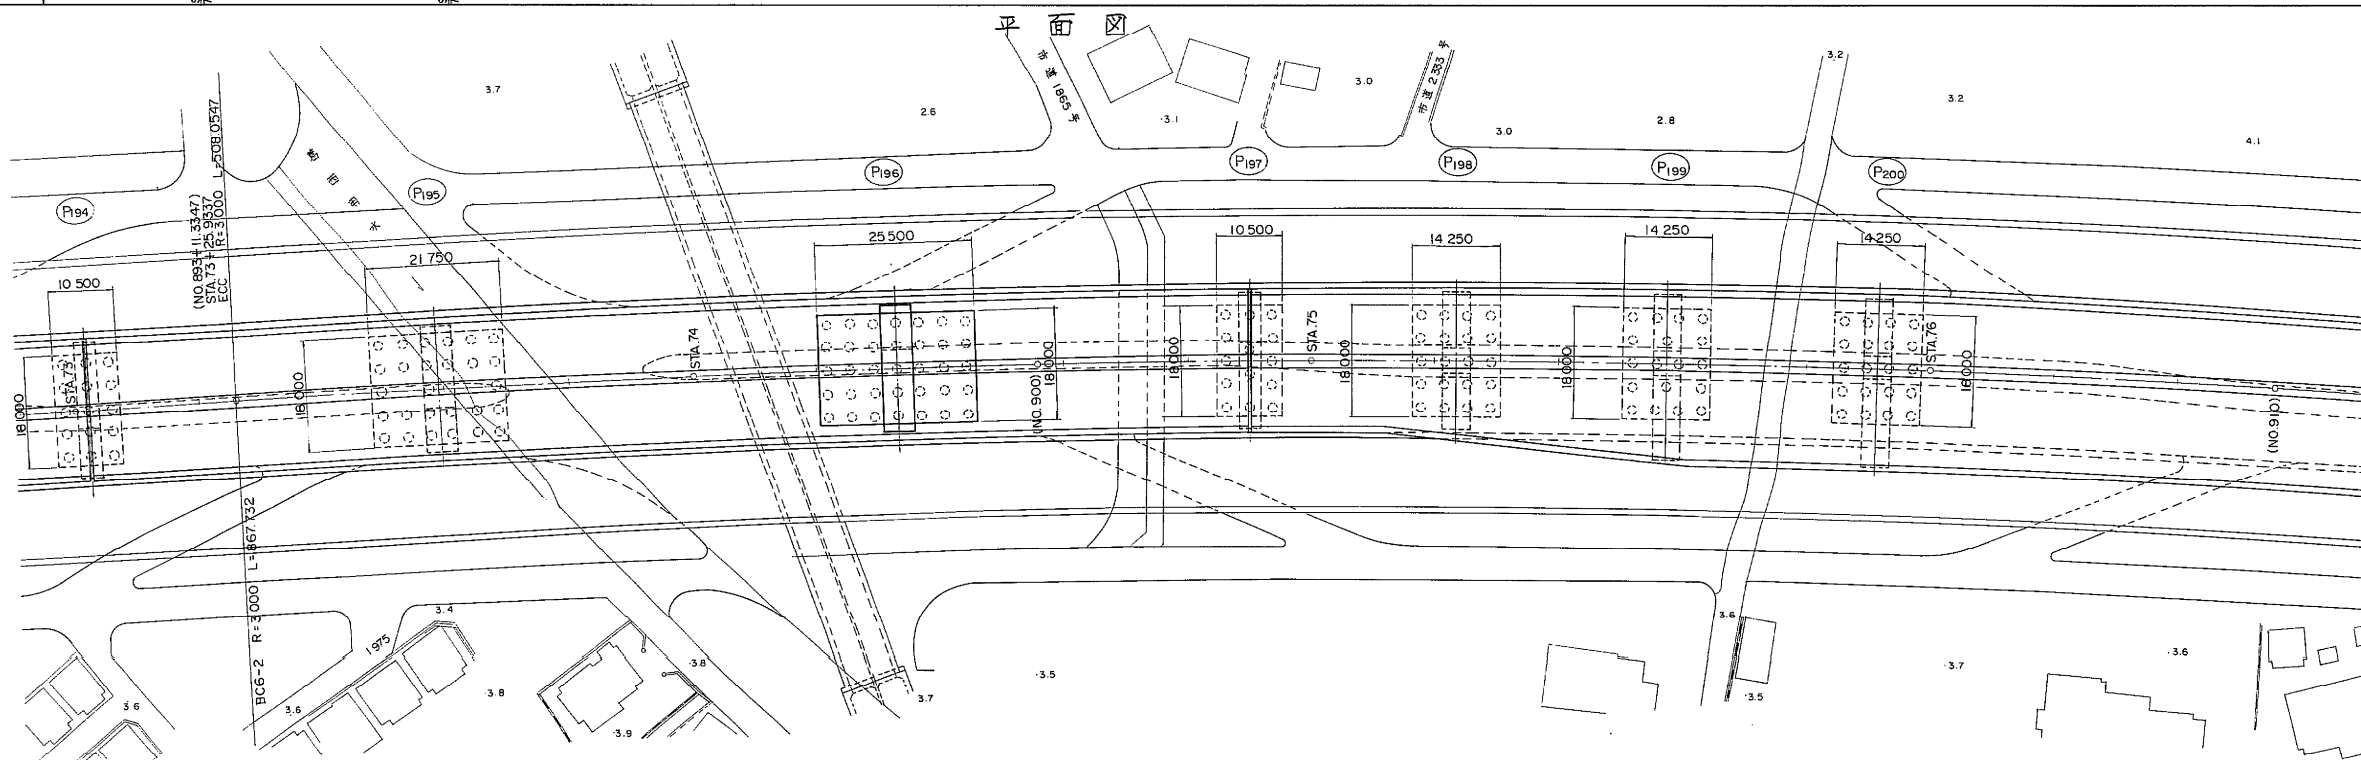 平面図
市道1865号
市道2333号
3.7
2.6
3.1
3.0
3.0
2.8
3.2
3.2
4.1
P194
P195
P196
P197
P198
P199
P200
(NO.893+11.3347)
STA.73+25.9337
ECC R=3000 L=508.0547
10 500
21 750
25 500
10 500
14 250
14 250
14 250
STA.73
STA.74
STA.75
STA.76
18 000
18 000
18 000
18 000
18 000
18 000
18 000
(NO.900)
(NO.910)
BC6-2 R=3000 L=867.732
3.4
1975
3.6
3.6
3.8
3.8
3.9
3.7
3.5
3.6
3.5
3.7
3.6